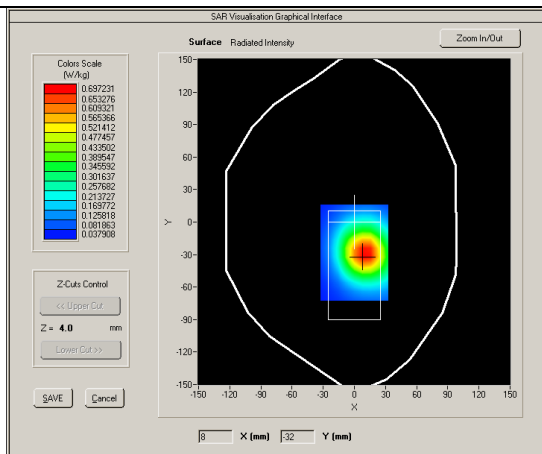 SAR Visualisation Graphical Interface
Surface Radiated Intensity
Zoom In/Out
Colors Scale
(W/kg)
0.697231
0.653276
0.609321
0.565366
0.521412
0.477457
0.433502
0.389547
0.345592
0.301637
0.257682
0.213727
0.169772
0.125818
0.081863
0.037908
Z-Cuts Control
<< Upper Cut
Z = 4.0 mm
Lower Cut >>
SAVE Cancel
150
120
90
60
30
0
-30
-60
-90
-120
-150
Y
-150 -120 -90 -60 -30 0 30 60 90 120 150
X
8 X (mm) -32 Y (mm)